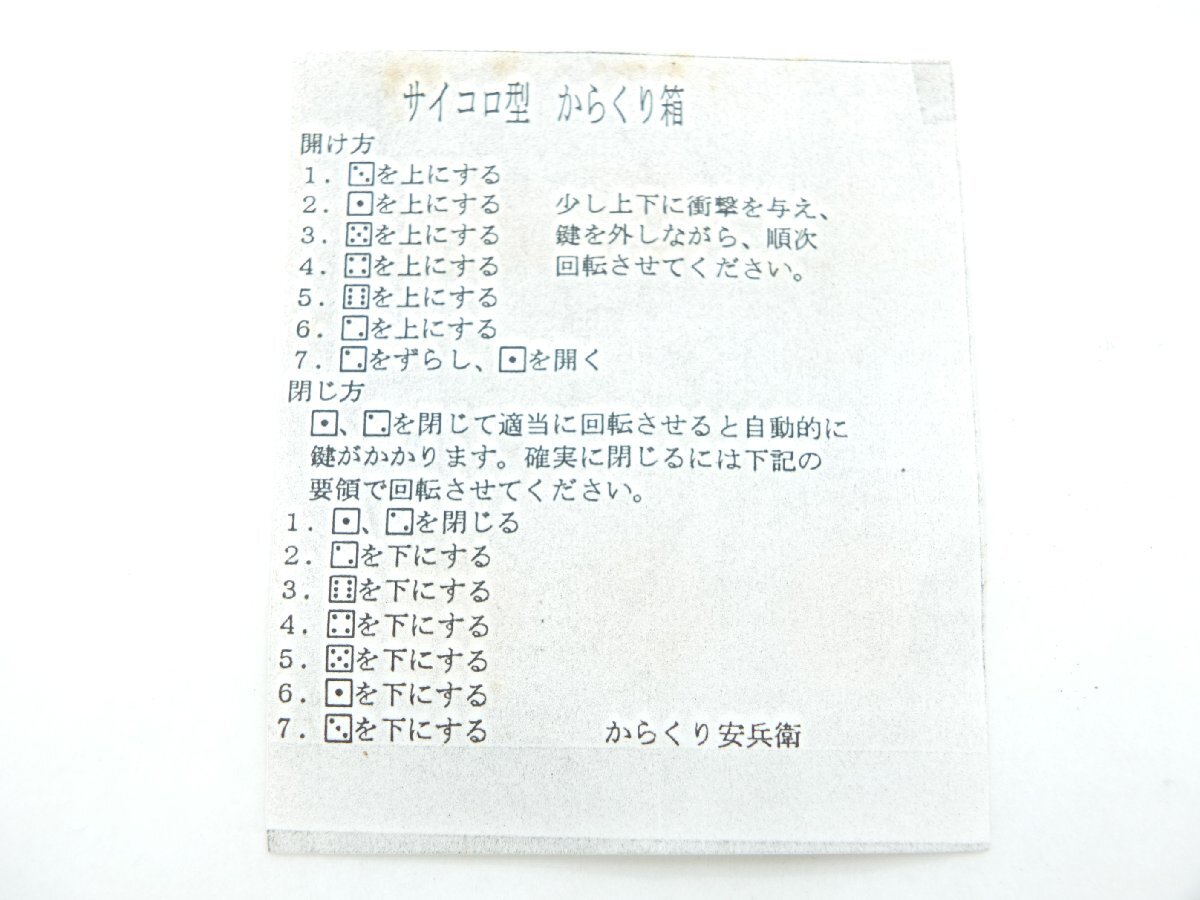 サイコロ型 からくり箱
開け方
1. ⚂を上にする
2. ⚀を上にする 少し上下に衝撃を与え、
3. ⚄を上にする 鍵を外しながら、順次
4. ⚃を上にする 回転させてください。
5. ⚅を上にする
6. ⚁を上にする
7. ⚁をずらし、⚀を開く
閉じ方
⚀、⚁を閉じて適当に回転させると自動的に
鍵がかかります。確実に閉じるには下記の
要領で回転させてください。
1. ⚀、⚁を閉じる
2. ⚁を下にする
3. ⚅を下にする
4. ⚃を下にする
5. ⚄を下にする
6. ⚀を下にする
7. ⚂を下にする からくり安兵衛